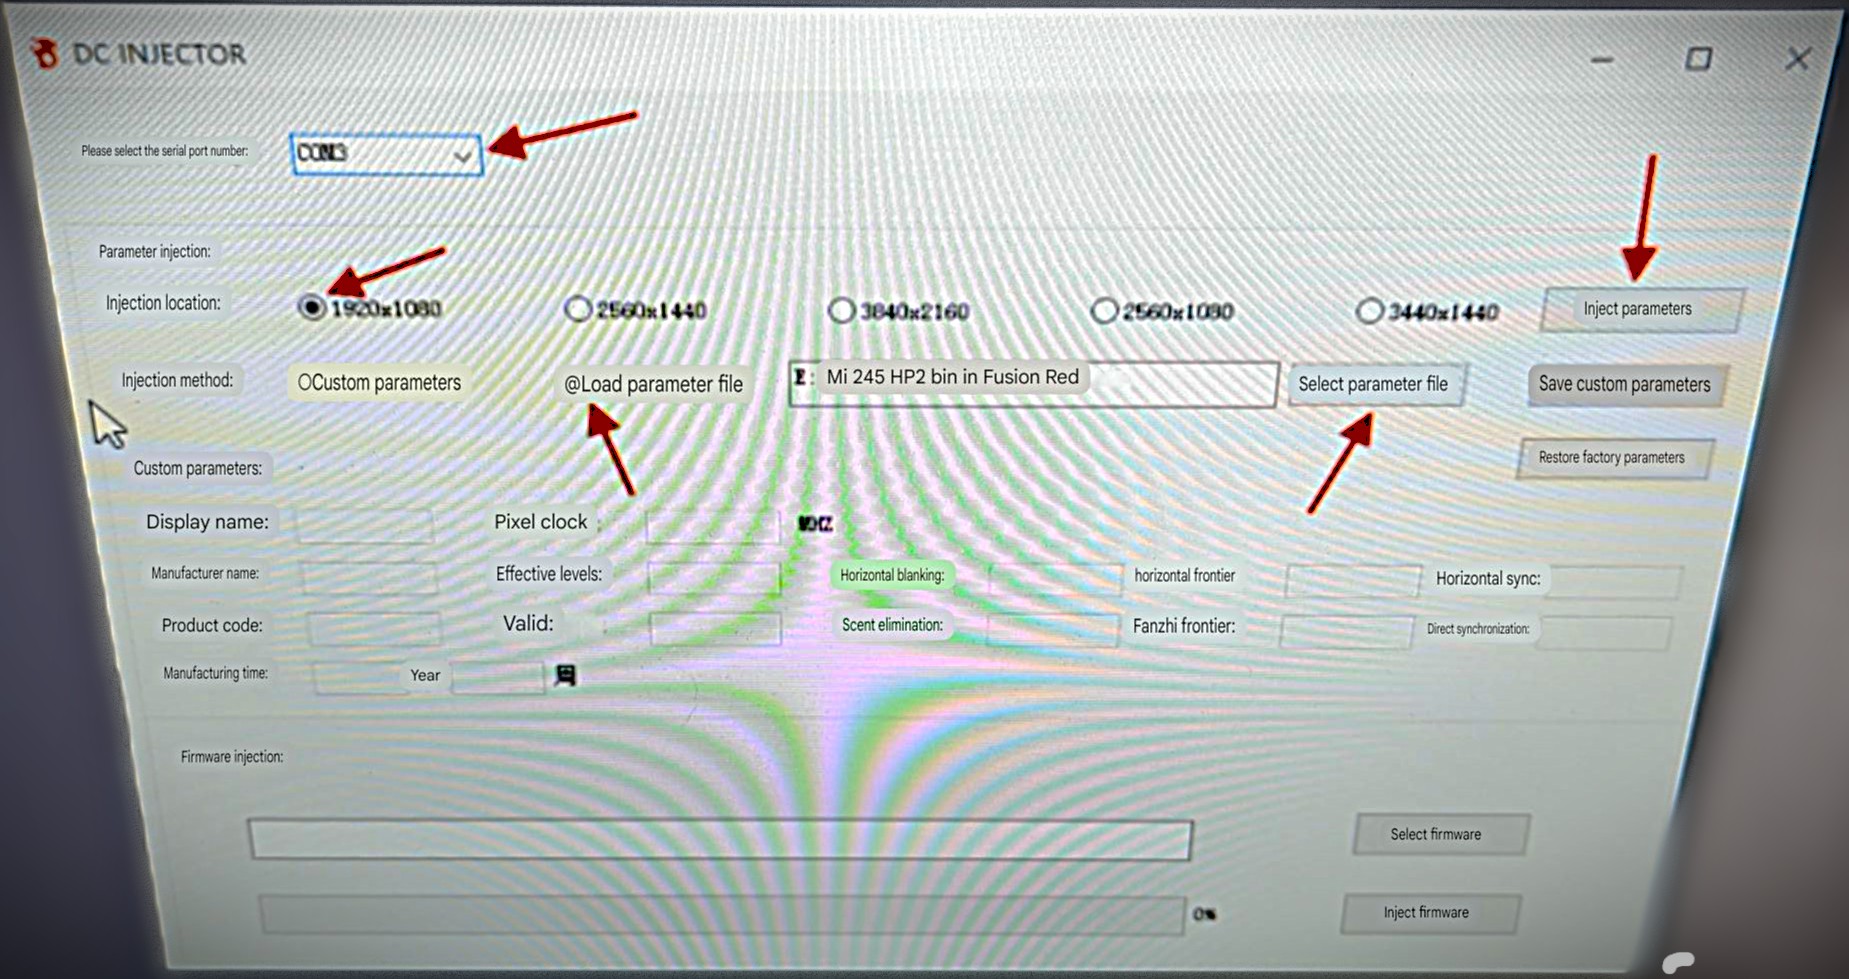 DC INJECTOR
Please select the serial port number: COM3
Parameter injection:
Injection location: 1920x1080 2560x1440 3840x2160 2560x1080 3440x1440 Inject parameters
Injection method: OCustom parameters @Load parameter file E: Mi 245 HP2 bin in Fusion Red Select parameter file Save custom parameters
Restore factory parameters
Custom parameters:
Display name: Pixel clock :
Manufacturer name: Effective levels: Horizontal blanking: horizontal frontier Horizontal sync:
Product code: Valid: Scent elimination: Fanzhi frontier: Direct synchronization:
Manufacturing time: Year
Firmware injection:
Select firmware
0%
Inject firmware